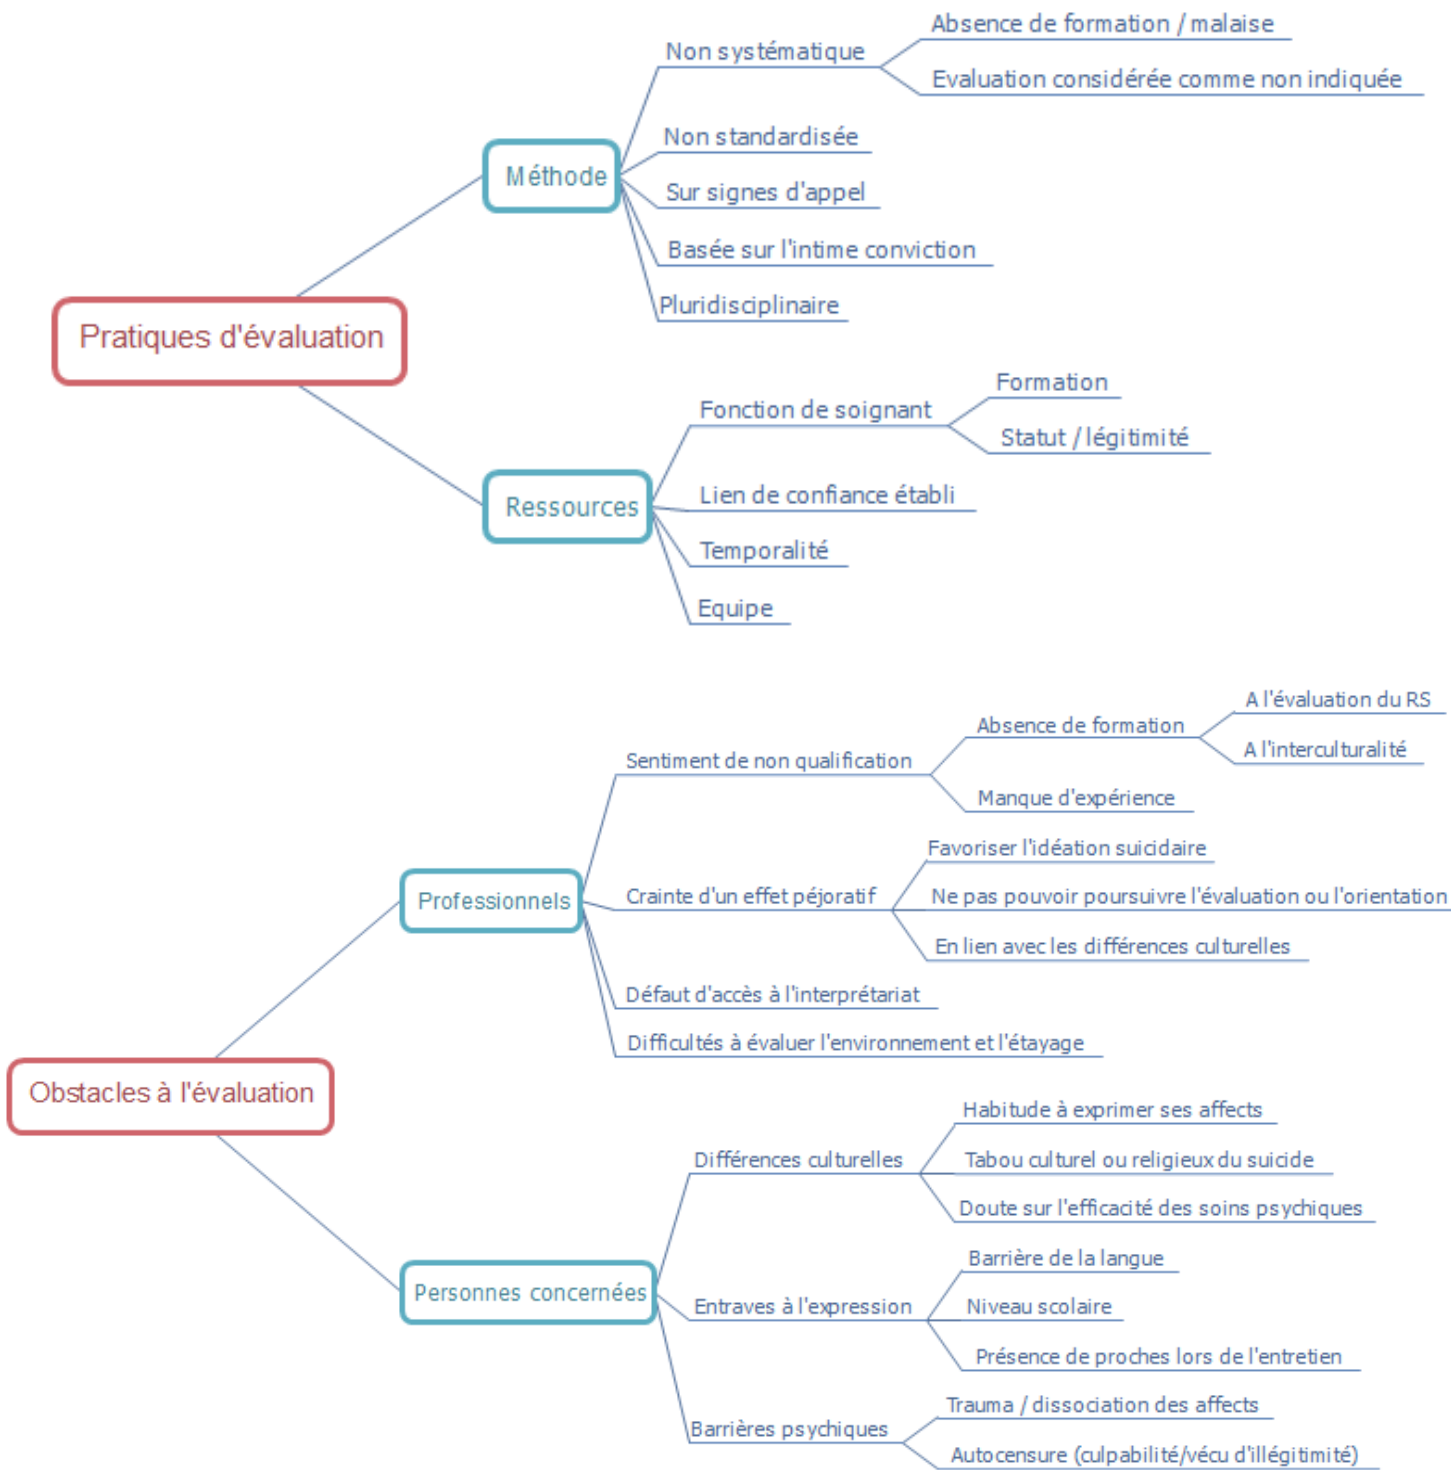 Pratiques d'évaluation
Méthode
Non systématique
Absence de formation / malaise
Evaluation considérée comme non indiquée
Non standardisée
Sur signes d'appel
Basée sur l'intime conviction
Pluridisciplinaire
Ressources
Fonction de soignant
Formation
Statut / légitimité
Lien de confiance établi
Temporalité
Equipe
Obstacles à l'évaluation
Professionnels
Sentiment de non qualification
Absence de formation
A l'évaluation du RS
A l'interculturalité
Manque d'expérience
Crainte d'un effet péjoratif
Favoriser l'idéation suicidaire
Ne pas pouvoir poursuivre l'évaluation ou l'orientation
En lien avec les différences culturelles
Défaut d'accès à l'interprétariat
Difficultés à évaluer l'environnement et l'étayage
Personnes concernées
Différences culturelles
Habitude à exprimer ses affects
Tabou culturel ou religieux du suicide
Doute sur l'efficacité des soins psychiques
Entraves à l'expression
Barrière de la langue
Niveau scolaire
Présence de proches lors de l'entretien
Barrières psychiques
Trauma / dissociation des affects
Autocensure (culpabilité/vécu d'illégitimité)